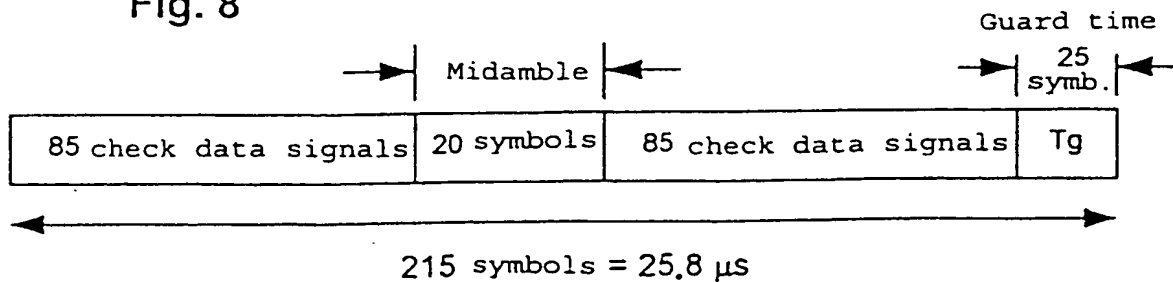 Fig. 8
Guard time
Midamble
25
symb.
85 check data signals
20 symbols
85 check data signals
Tg
215 symbols = 25.8 µs